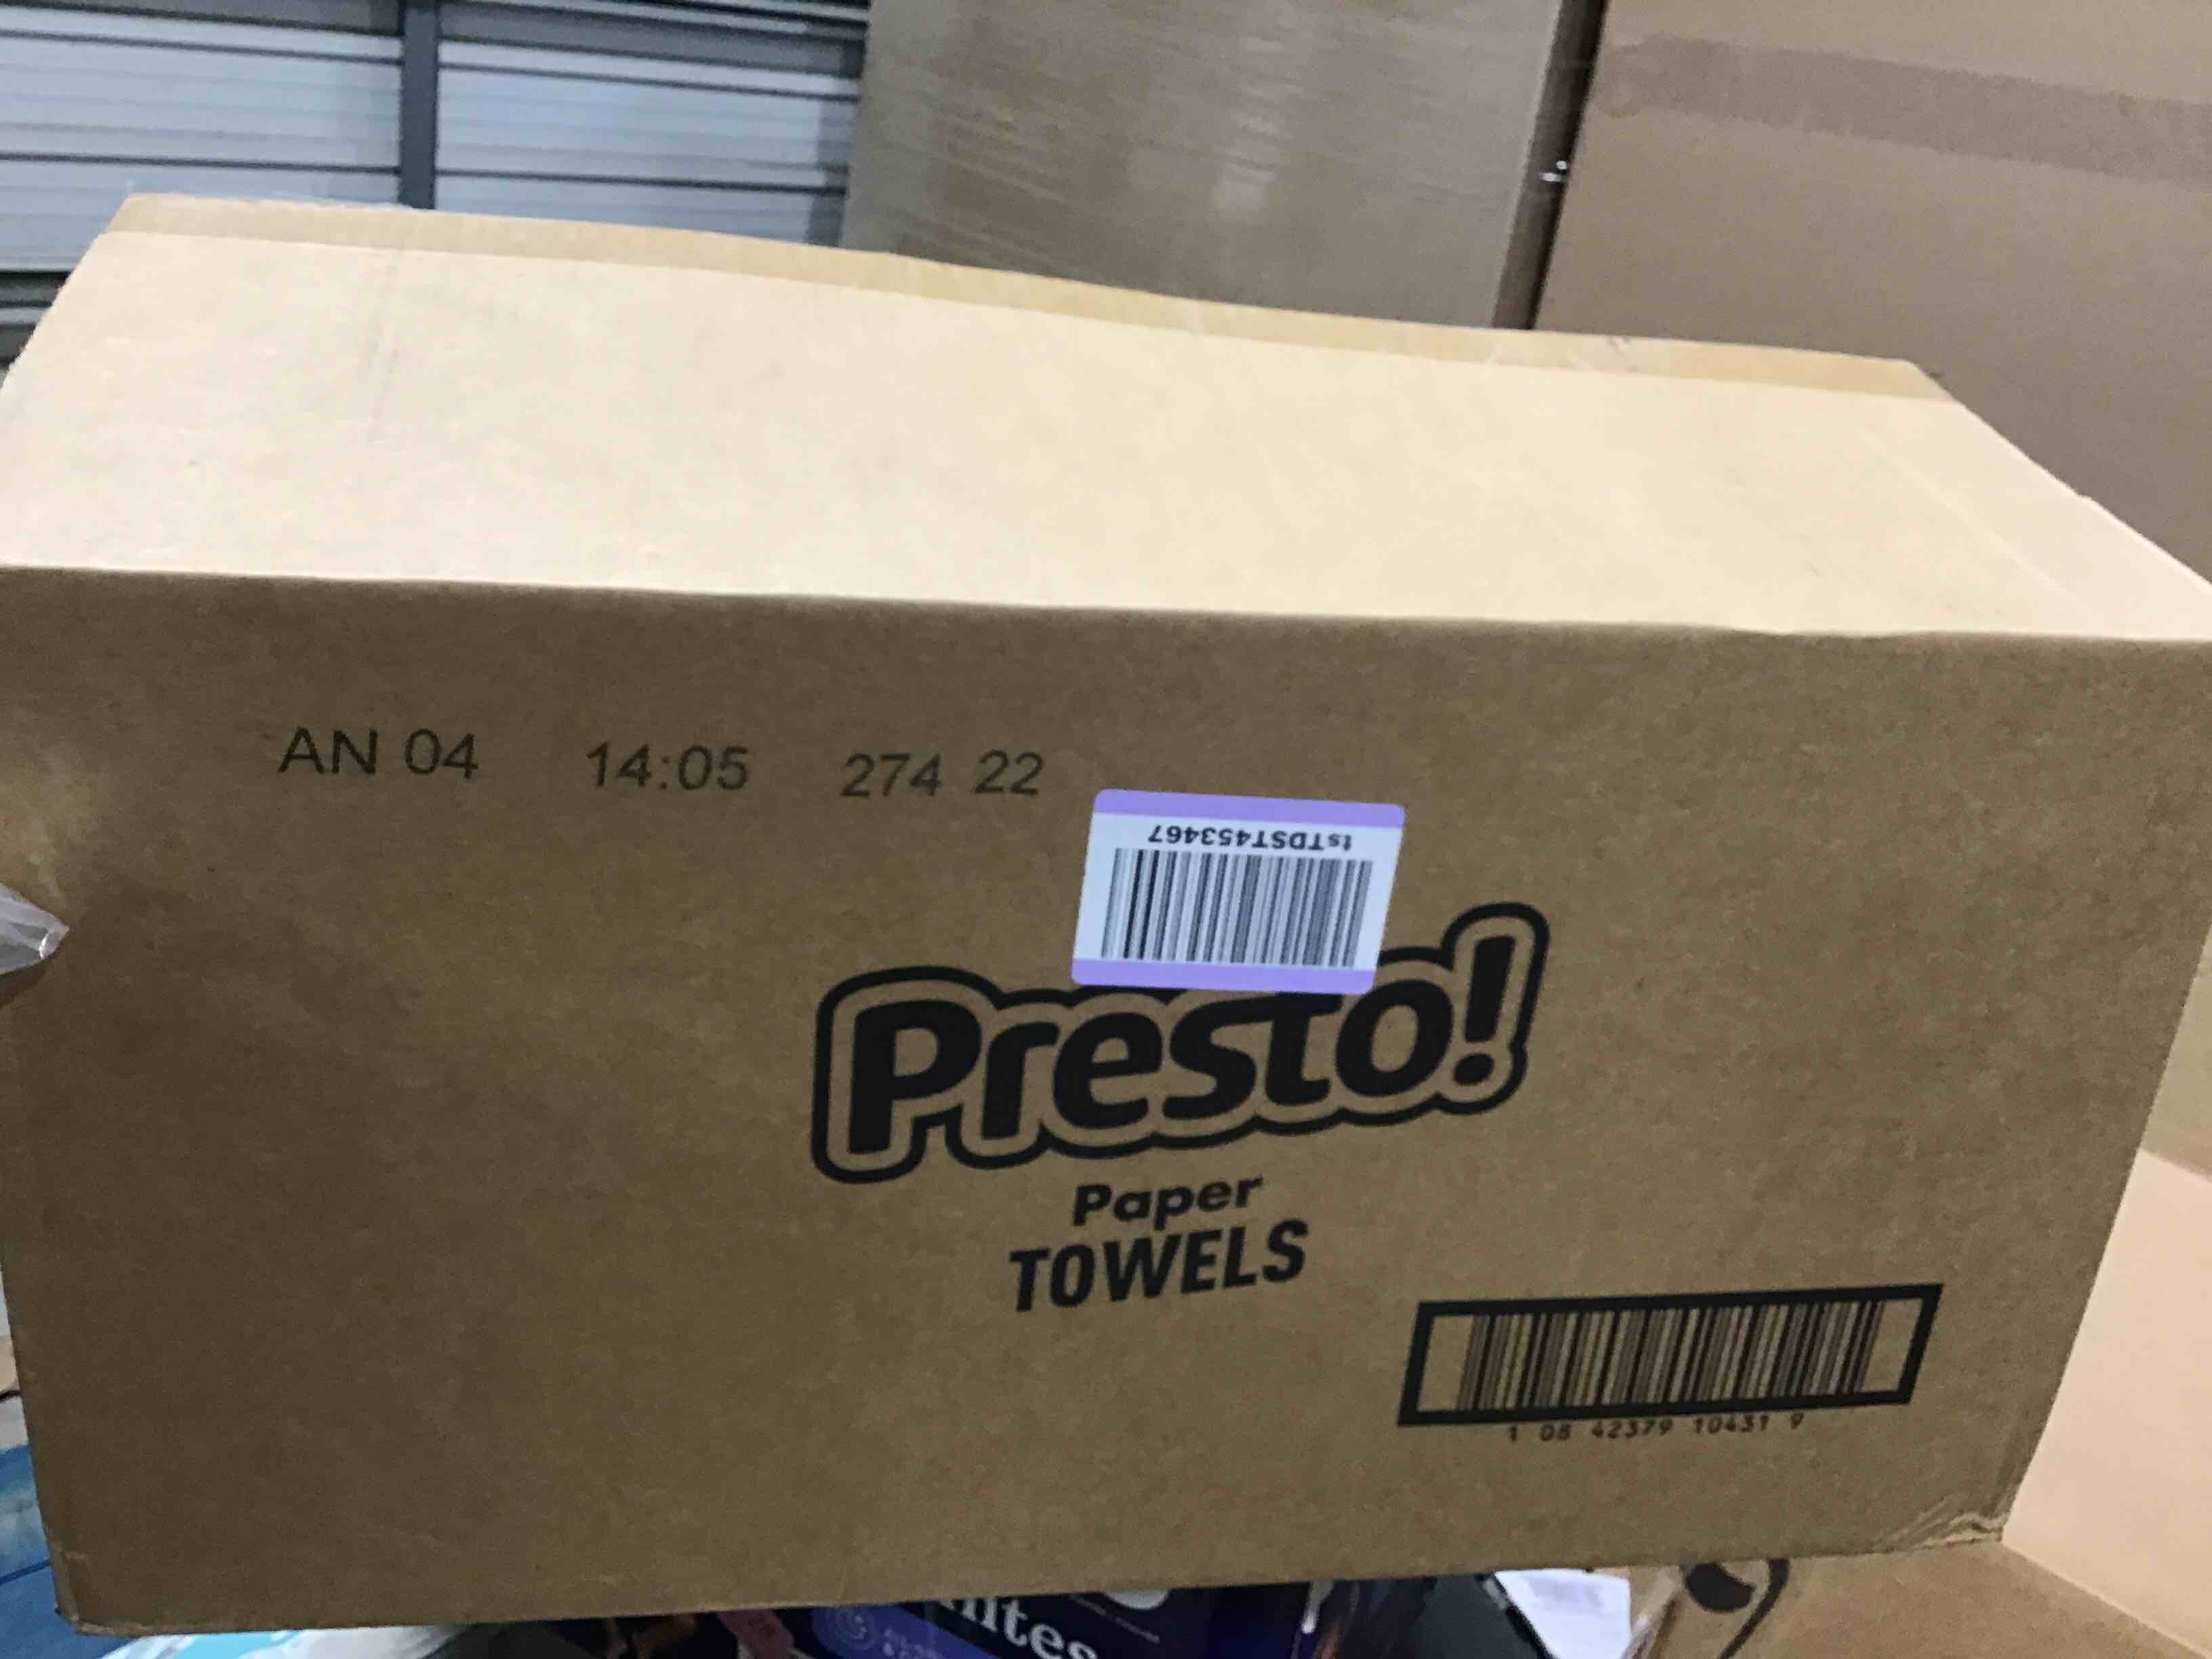 AN 04 14:05 274 22
tsTDST453467
Presto!
Paper
TOWELS
1 08 42379 10431 9